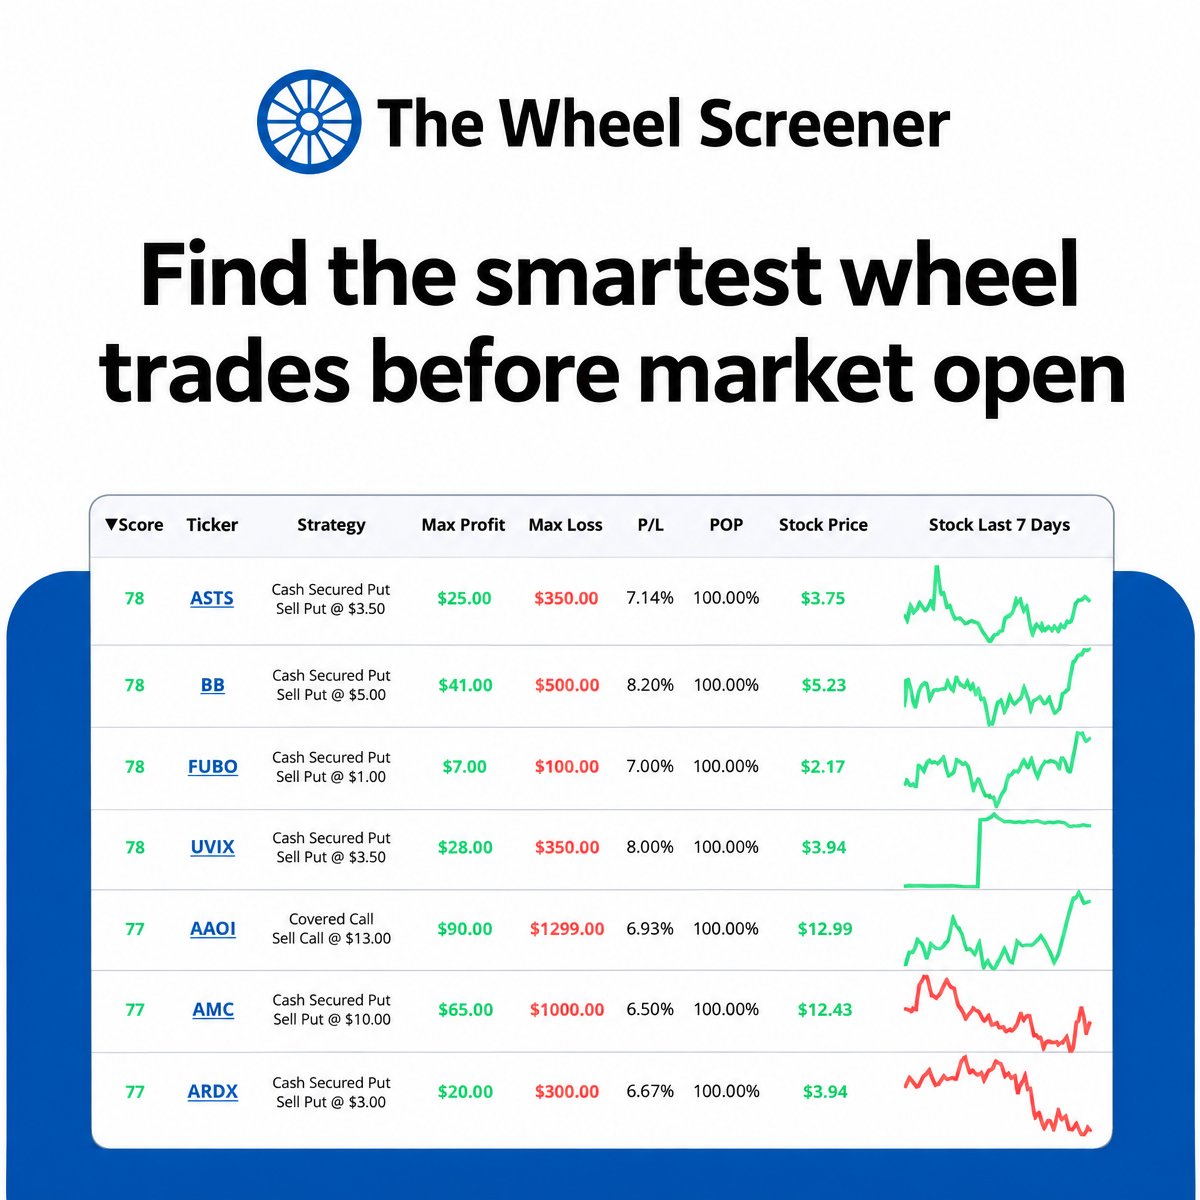 The Wheel Screener
Find the smartest wheel
trades before market open
▼Score Ticker Strategy Max Profit Max Loss P/L POP Stock Price Stock Last 7 Days
78 ASTS Cash Secured Put Sell Put @ $3.50 $25.00 $350.00 7.14% 100.00% $3.75
78 BB Cash Secured Put Sell Put @ $5.00 $41.00 $500.00 8.20% 100.00% $5.23
78 FUBO Cash Secured Put Sell Put @ $1.00 $7.00 $100.00 7.00% 100.00% $2.17
78 UVIX Cash Secured Put Sell Put @ $3.50 $28.00 $350.00 8.00% 100.00% $3.94
77 AAOI Covered Call Sell Call @ $13.00 $90.00 $1299.00 6.93% 100.00% $12.99
77 AMC Cash Secured Put Sell Put @ $10.00 $65.00 $1000.00 6.50% 100.00% $12.43
77 ARDX Cash Secured Put Sell Put @ $3.00 $20.00 $300.00 6.67% 100.00% $3.94